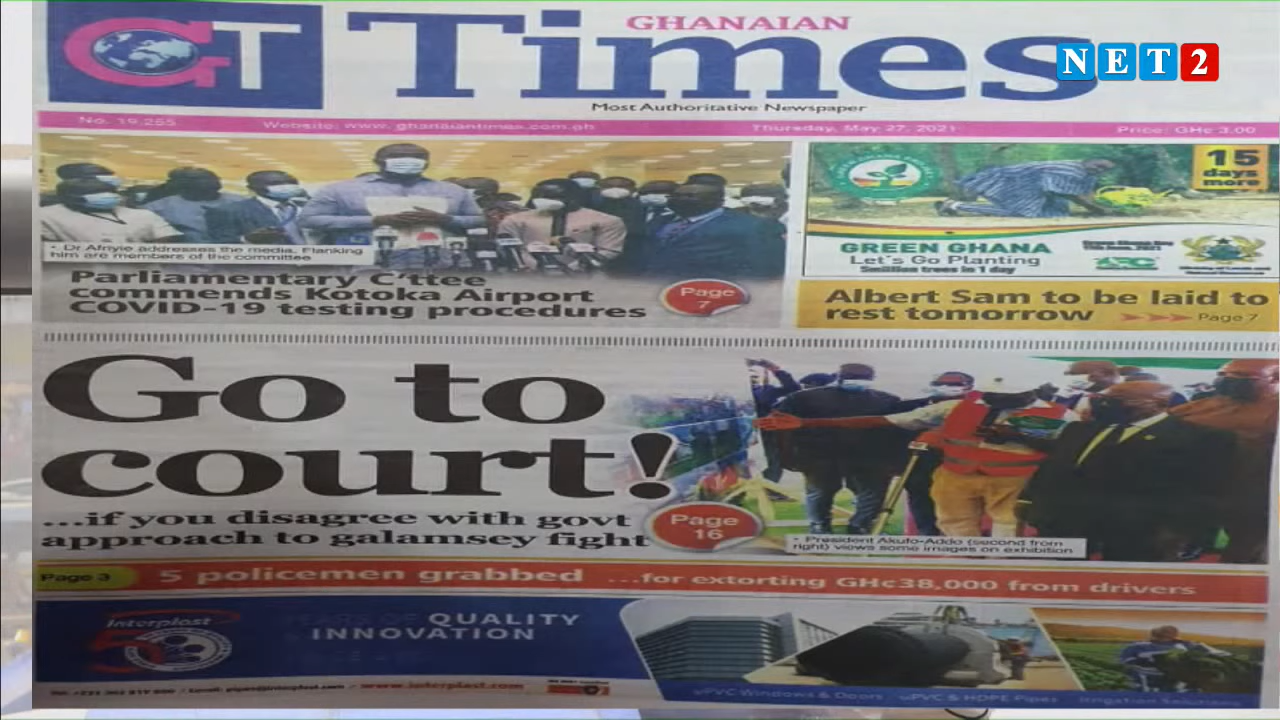 GT
GHANAIAN
Times
NET2
Most Authoritative Newspaper
No. 19,255
Website: www.ghanaiantimes.com.gh
Thursday, May 27, 2021
Price: GH¢ 3.00
• Dr Afriyie addresses the media. Flanking
him are members of the committee
Parliamentary C'ttee
commends Kotoka Airport
COVID-19 testing procedures
Page
7
15
days
more
GREEN GHANA
Let's Go Planting
5million trees in 1 day
Albert Sam to be laid to
rest tomorrow
Page 7
Go to
court!
...if you disagree with govt
approach to galamsey fight
Page
16
• President Akufo-Addo (second from
right) views some images on exhibition
Page 3
5 policemen grabbed ...for extorting GH¢38,000 from drivers
Interplast
QUALITY
INNOVATION
www.interplast.com
uPVC Windows & Doors
uPVC & HDPE Pipes
Irrigation Solutions